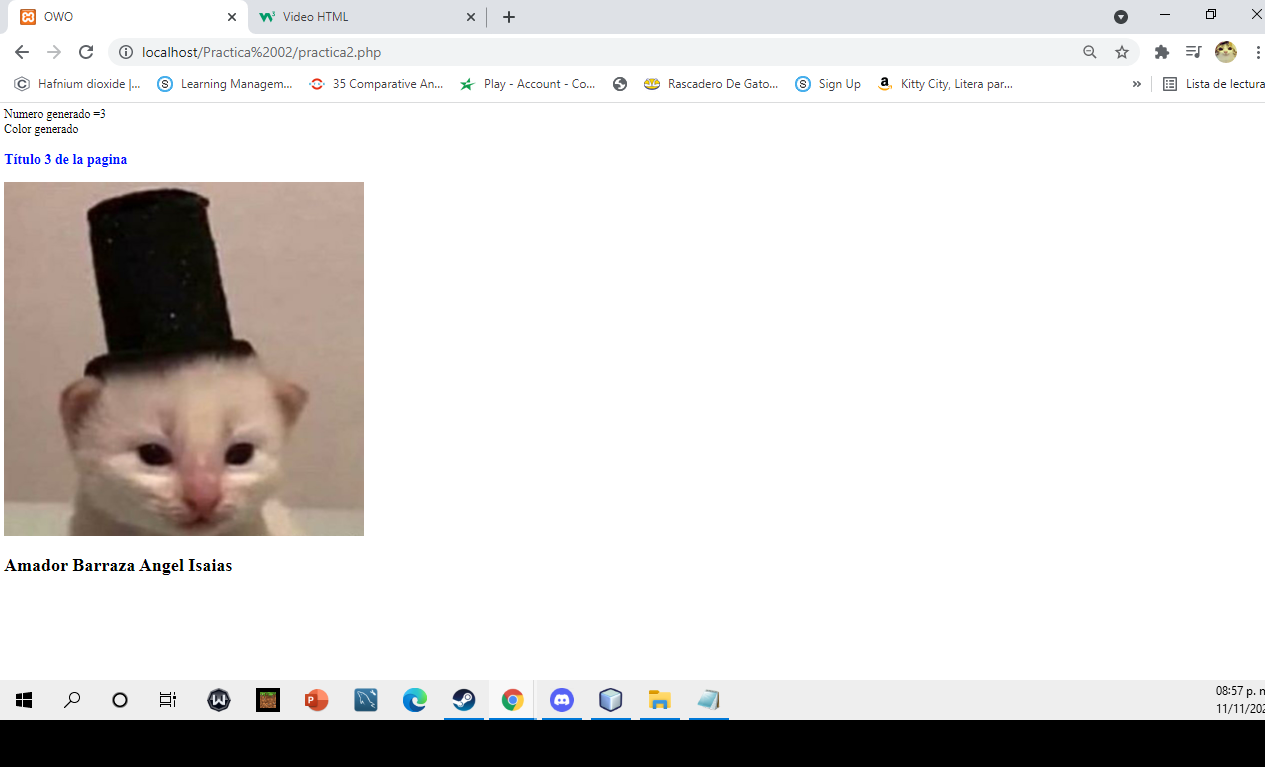 OWO
Video HTML
localhost/Practica%2002/practica2.php
Hafnium dioxide |...
Learning Managem...
35 Comparative An...
Play - Account - Co...
Rascadero De Gato...
Sign Up
Kitty City, Litera par...
»
Lista de lectura
Numero generado =3
Color generado
Título 3 de la pagina
Amador Barraza Angel Isaias
08:57 p. n
11/11/202